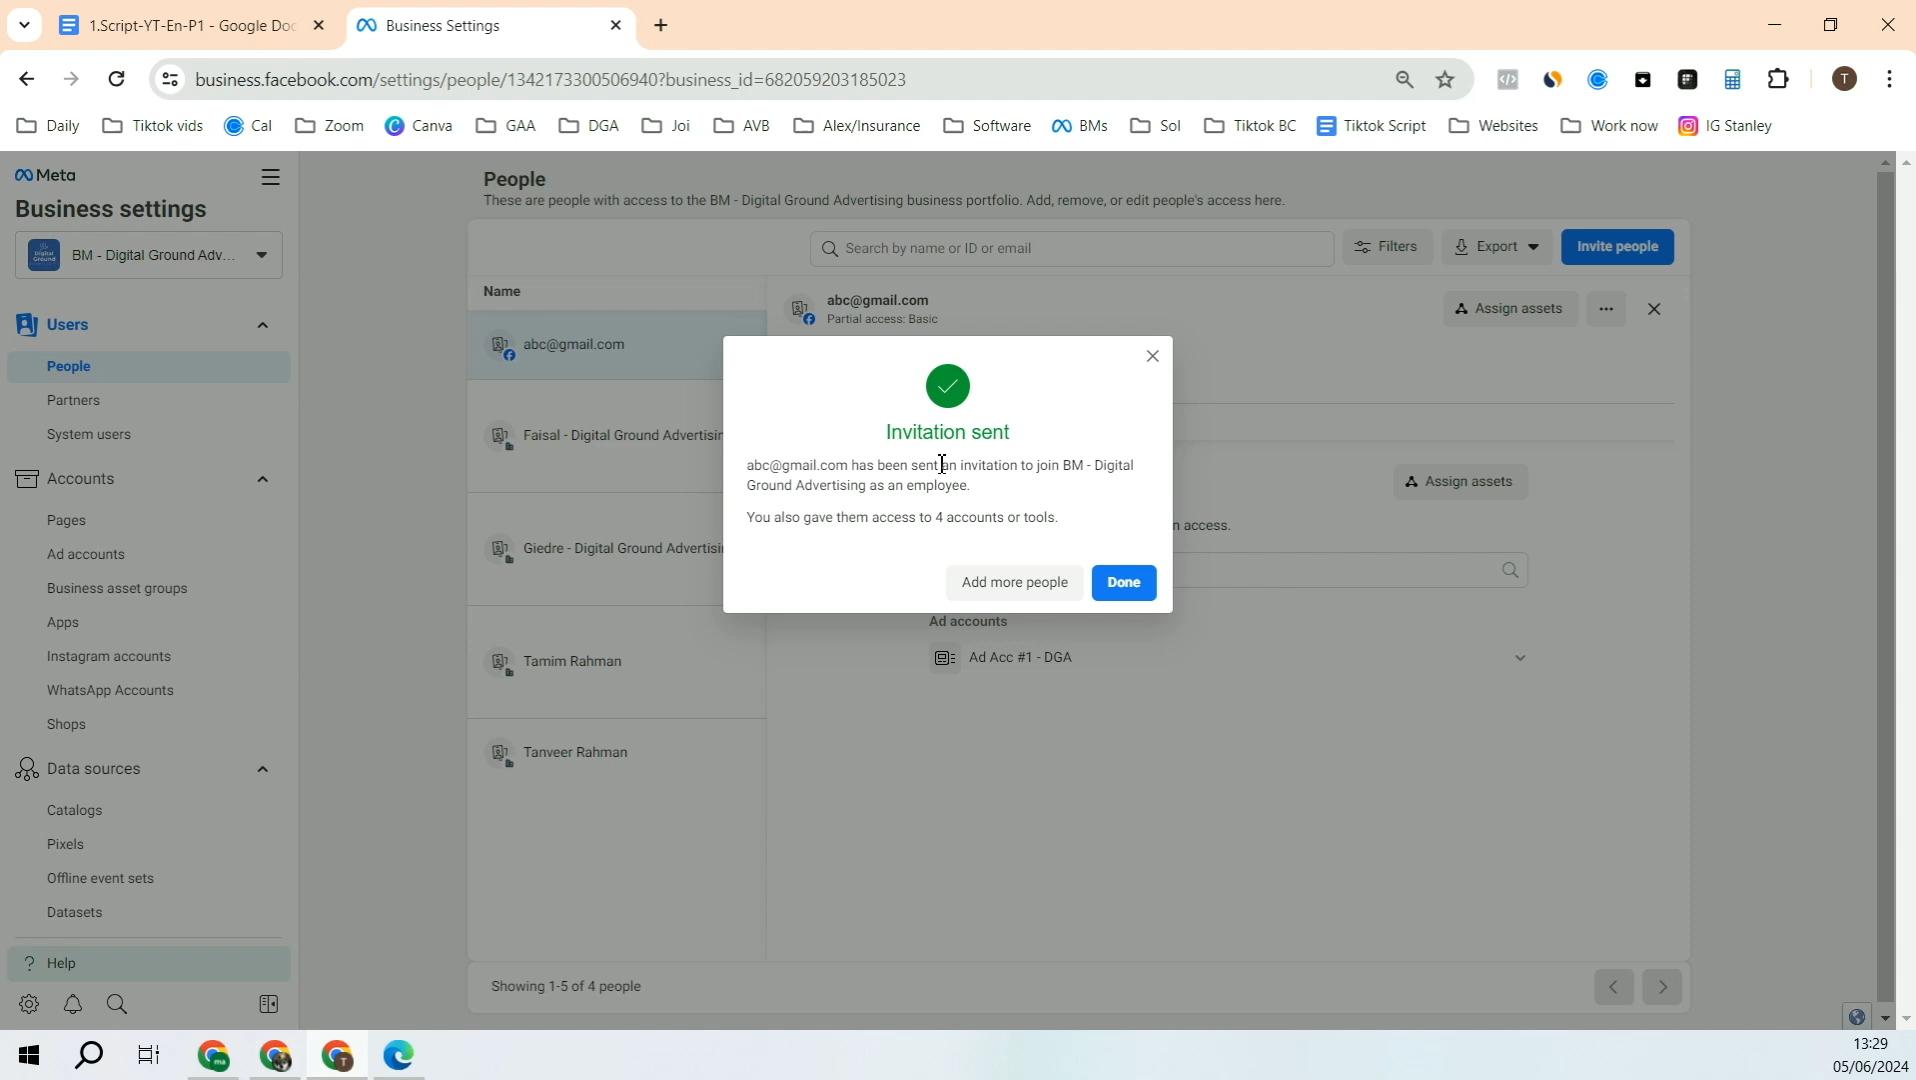 1.Script-YT-En-P1 - Google Doc
Business Settings
business.facebook.com/settings/people/1342173300506940?business_id=682059203185023
T
Daily
Tiktok vids
Cal
Zoom
Canva
GAA
DGA
Joi
AVB
Alex/Insurance
Software
BMs
Sol
Tiktok BC
Tiktok Script
Websites
Work now
IG Stanley
Meta
Business settings
BM - Digital Ground Adv...
Users
People
Partners
System users
Accounts
Pages
Ad accounts
Business asset groups
Apps
Instagram accounts
WhatsApp Accounts
Shops
Data sources
Catalogs
Pixels
Offline event sets
Datasets
Help
People
These are people with access to the BM - Digital Ground Advertising business portfolio. Add, remove, or edit people's access here.
Search by name or ID or email
Filters
Export
Invite people
Name
abc@gmail.com
Faisal - Digital Ground Advertisin
Giedre - Digital Ground Advertisi
Tamim Rahman
Tanveer Rahman
abc@gmail.com
Partial access: Basic
Assign assets
Assign assets
n access.
Invitation sent
abc@gmail.com has been sent an invitation to join BM - Digital
Ground Advertising as an employee.
You also gave them access to 4 accounts or tools.
Add more people
Done
Ad accounts
Ad Acc #1 - DGA
Showing 1-5 of 4 people
13:29
05/06/2024